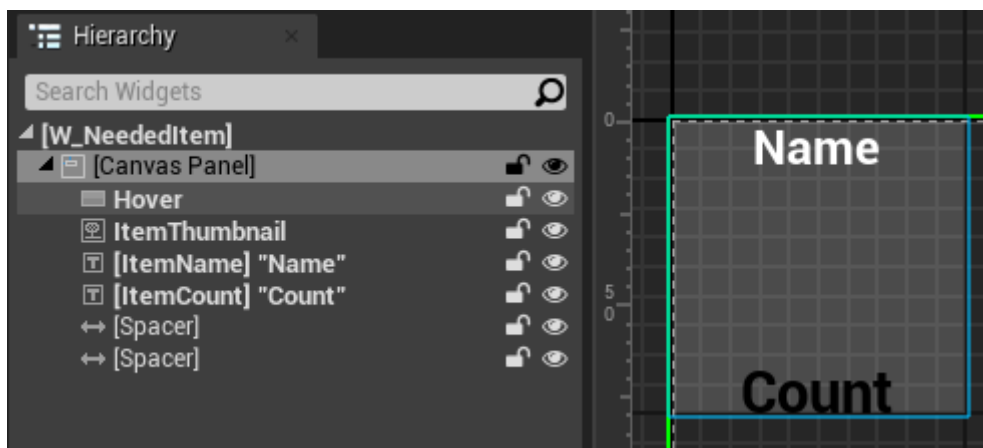 Hierarchy
Search Widgets
[W_NeededItem]
[Canvas Panel]
Hover
ItemThumbnail
[ItemName] "Name"
[ItemCount] "Count"
[Spacer]
[Spacer]
0
Name
5
0
Count